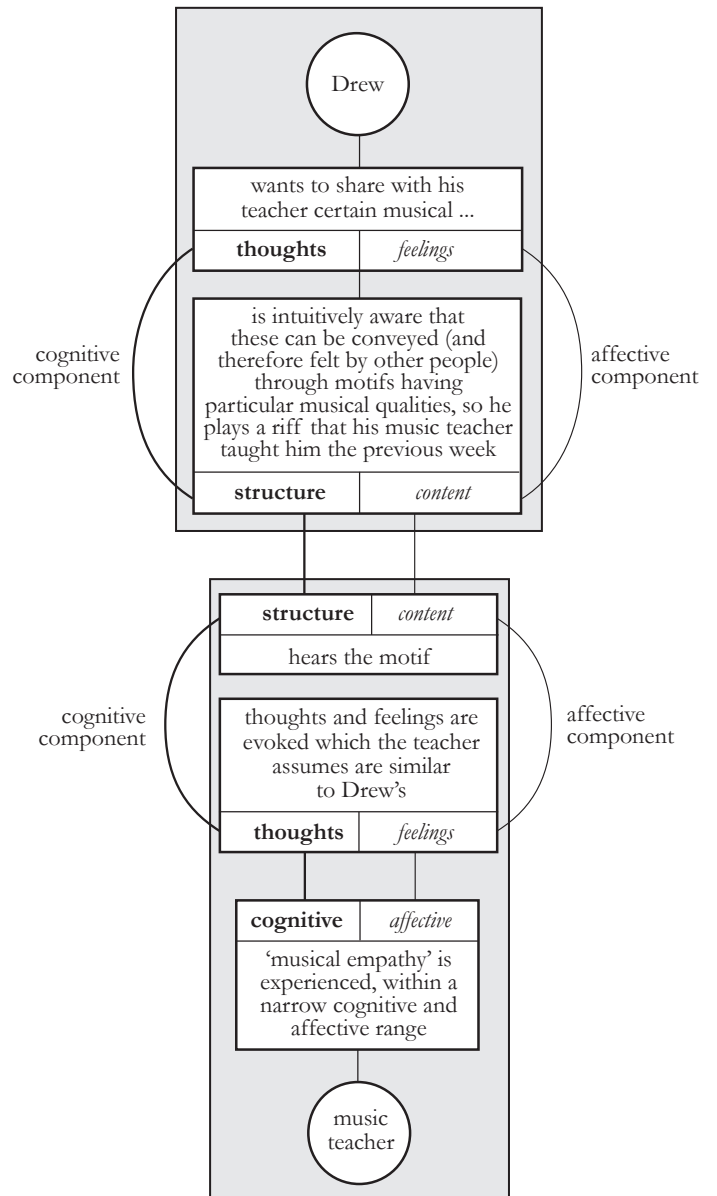 Drew
wants to share with his
teacher certain musical ...
thoughts
feelings
cognitive
component
is intuitively aware that
these can be conveyed (and
therefore felt by other people)
through motifs having
particular musical qualities, so he
plays a riff that his music teacher
taught him the previous week
affective
component
structure
content
structure
content
hears the motif
cognitive
component
thoughts and feelings are
evoked which the teacher
assumes are similar
to Drew's
affective
component
thoughts
feelings
cognitive
affective
‘musical empathy’ is
experienced, within a
narrow cognitive and
affective range
music
teacher